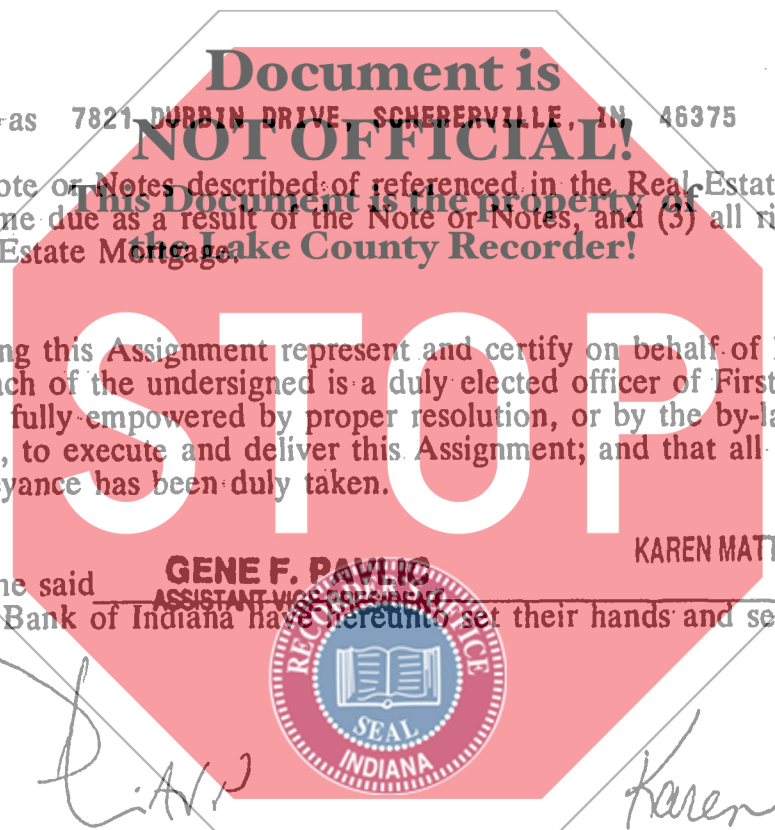 Document is
as 7821 DURBIN DRIVE, SCHERERVILLE, IN 46375
NOT OFFICIAL!
ote or Notes described of referenced in the Real Estat
This Document is the property of
me due as a result of the Note or Notes, and (3) all ri
Estate Mortgage.
the Lake County Recorder!
STOP
ng this Assignment represent and certify on behalf of
ch of the undersigned is a duly elected officer of First
fully empowered by proper resolution, or by the by-la
, to execute and deliver this Assignment; and that all
eyance has been duly taken.
KAREN MATT
he said GENE F. PAVLIC
ASSISTANT VICE PRESIDENT
Bank of Indiana have hereunto set their hands and se
RECORDER'S OFFICE
SEAL
INDIANA
AVP
Karen